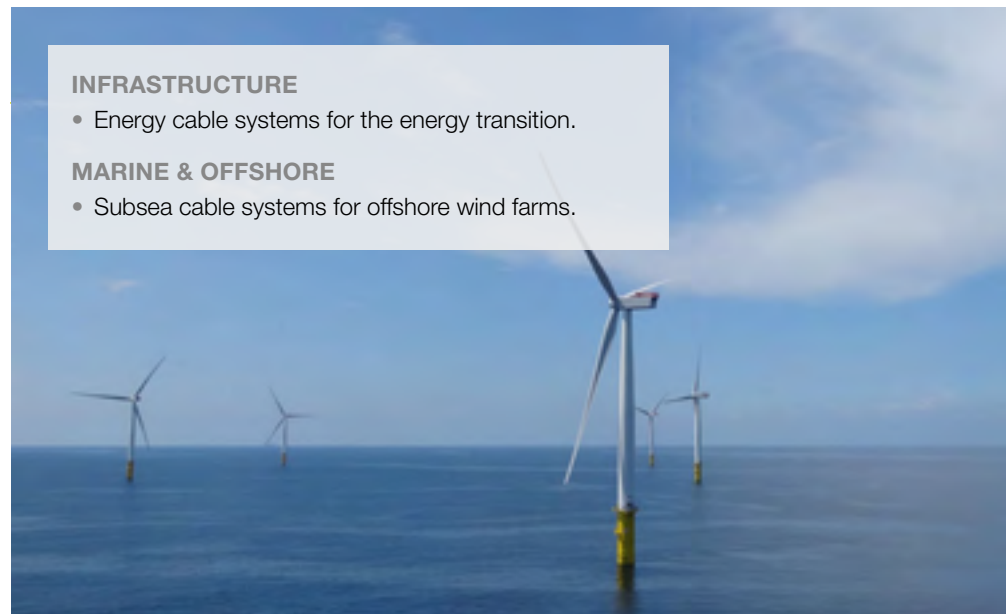 INFRASTRUCTURE
• Energy cable systems for the energy transition.
MARINE & OFFSHORE
• Subsea cable systems for offshore wind farms.